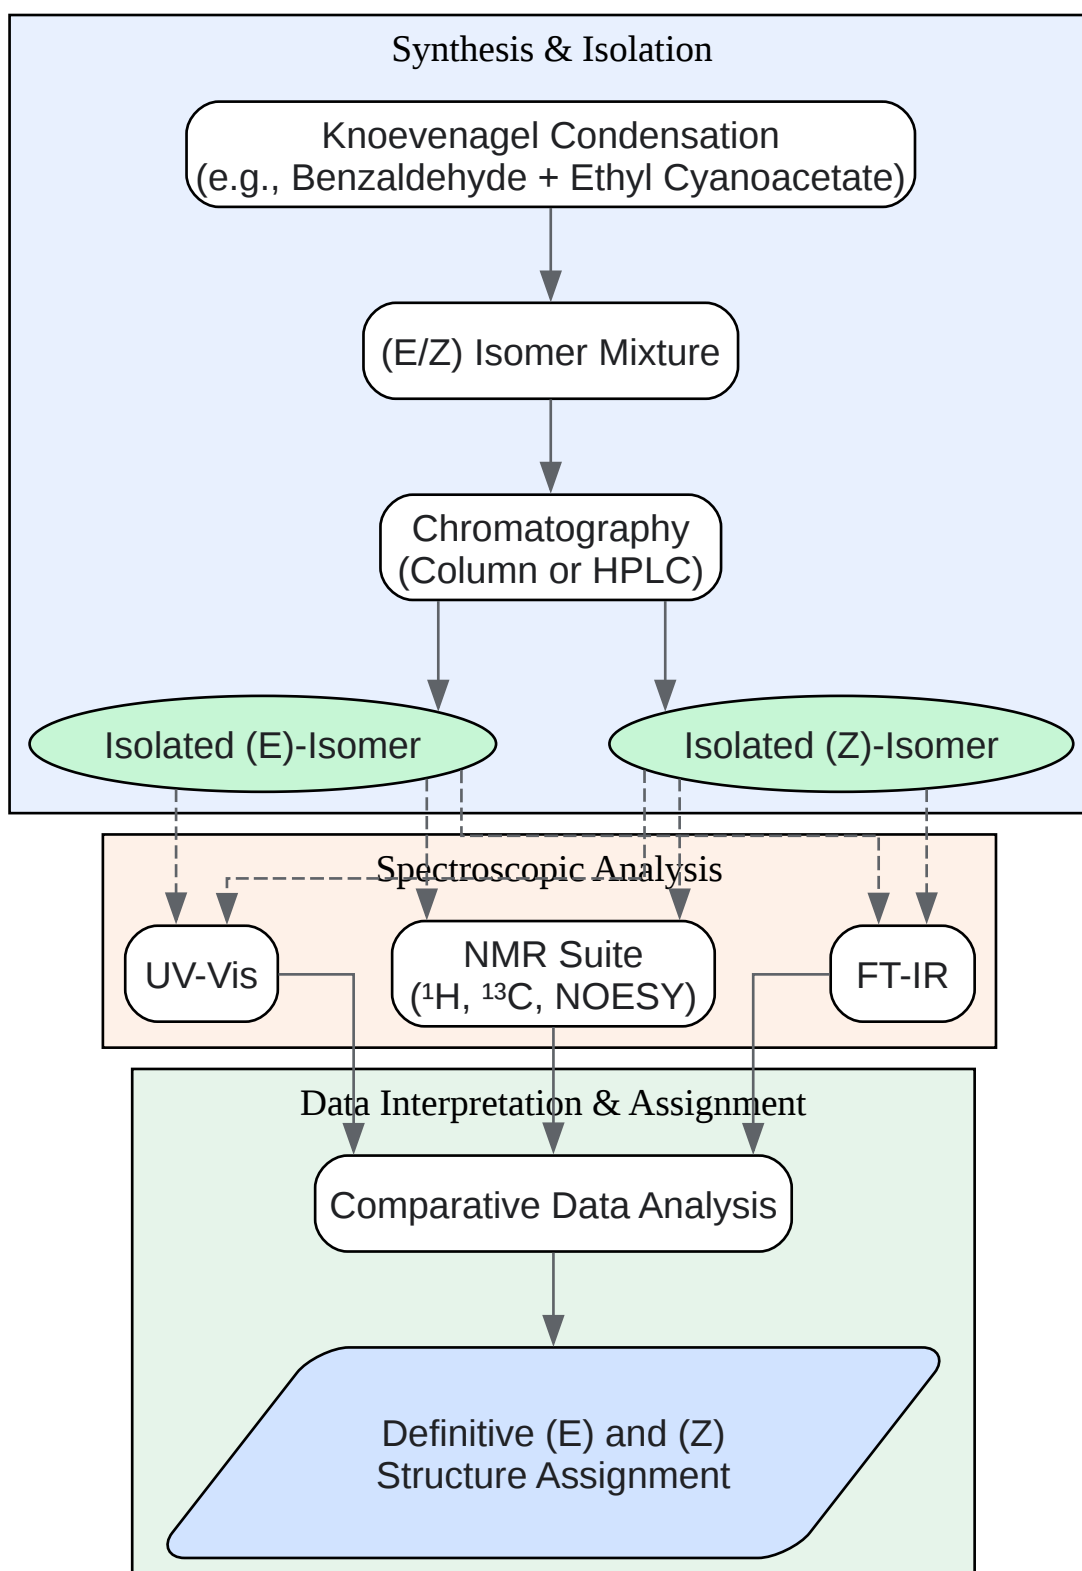 Synthesis & Isolation
Knoevenagel Condensation
(e.g., Benzaldehyde + Ethyl Cyanoacetate)
(E/Z) Isomer Mixture
Chromatography
(Column or HPLC)
Isolated (E)-Isomer
Isolated (Z)-Isomer
Spectroscopic Analysis
UV-Vis
NMR Suite
(¹H, ¹³C, NOESY)
FT-IR
Data Interpretation & Assignment
Comparative Data Analysis
Definitive (E) and (Z)
Structure Assignment